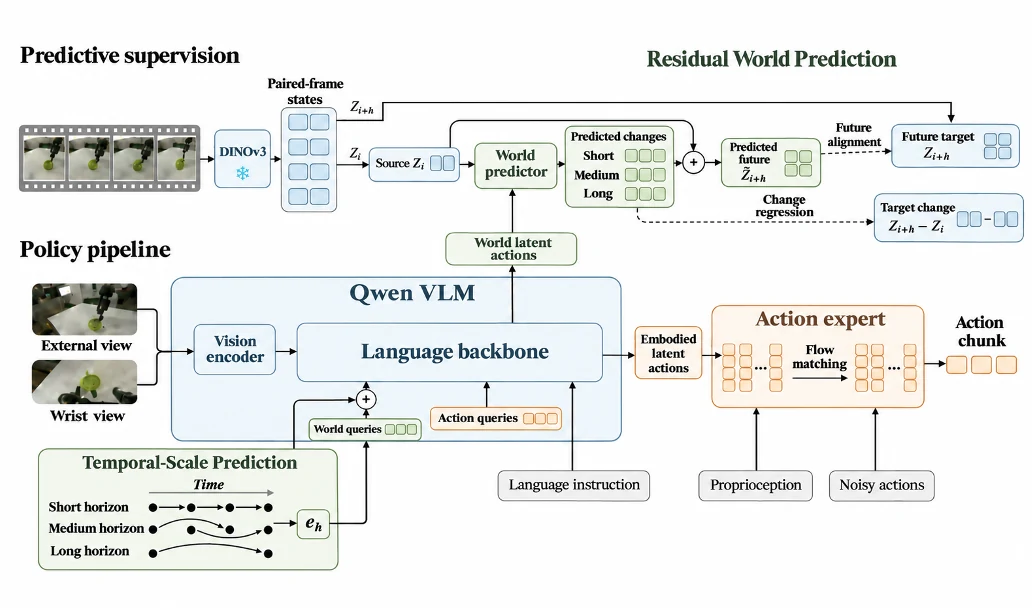 Predictive supervision
Residual World Prediction
Paired-frame
states
Z_{i+h}
Z_i
DINOv3
Source Z_i
World
predictor
Predicted changes
Short
Medium
Long
+
Predicted
future
Z̃_{i+h}
Future
alignment
Future target
Z_{i+h}
Change
regression
Target change
Z_{i+h} − Z_i
−
World latent
actions
Policy pipeline
External view
Wrist view
Qwen VLM
Vision
encoder
Language backbone
+
World queries
Action queries
Embodied
latent
actions
Action expert
...
Flow
matching
...
Action
chunk
Temporal-Scale Prediction
Time
Short horizon
Medium horizon
Long horizon
e_h
Language instruction
Proprioception
Noisy actions